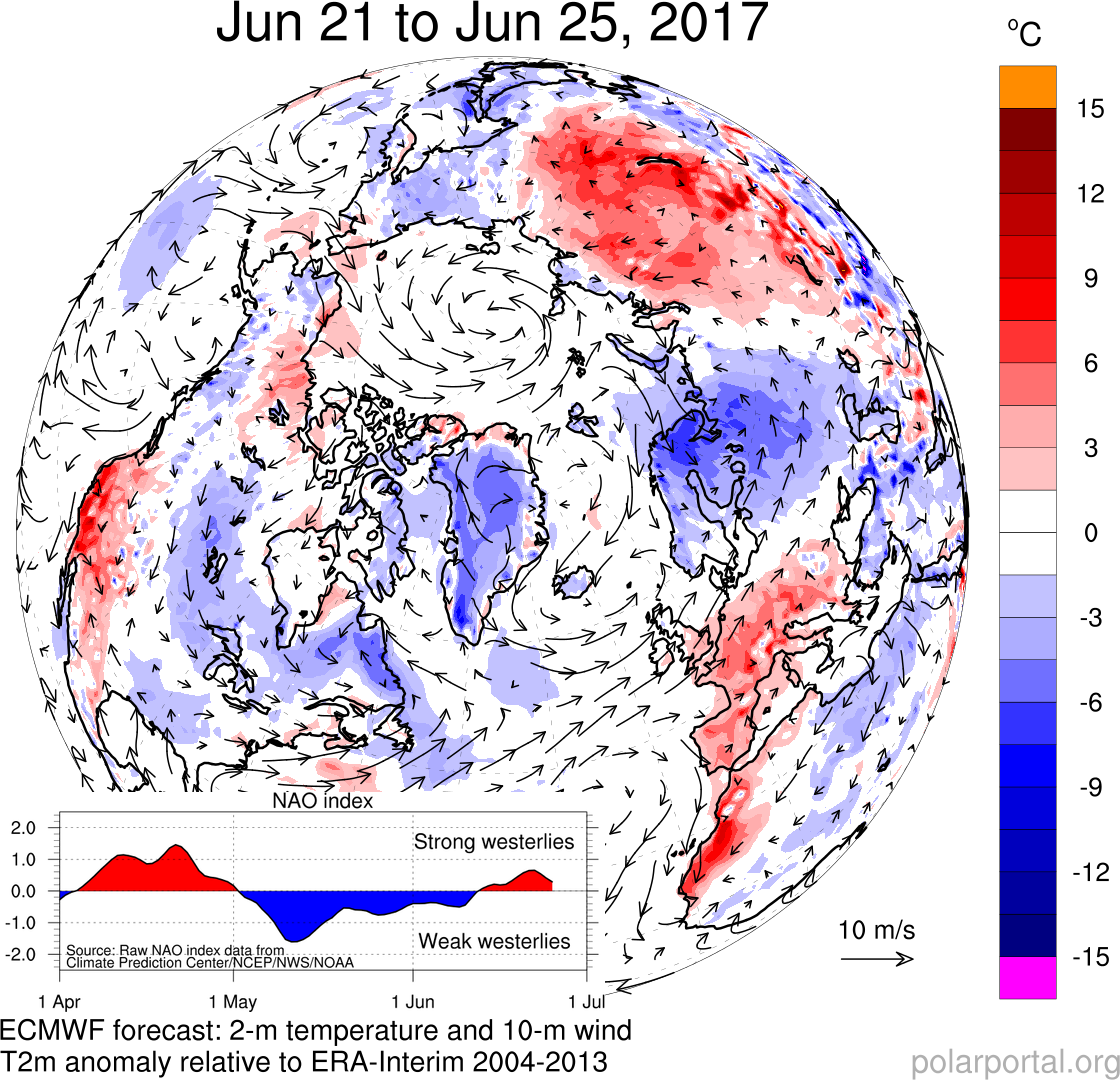 Jun 21 to Jun 25, 2017
oC
15
12
9
6
3
0
-3
-6
-9
-12
-15
NAO index
2.0
1.0
0.0
-1.0
-2.0
Strong westerlies
Weak westerlies
Source: Raw NAO index data from
Climate Prediction Center/NCEP/NWS/NOAA
1 Apr
1 May
1 Jun
1 Jul
10 m/s
ECMWF forecast: 2-m temperature and 10-m wind
T2m anomaly relative to ERA-Interim 2004-2013
polarportal.org